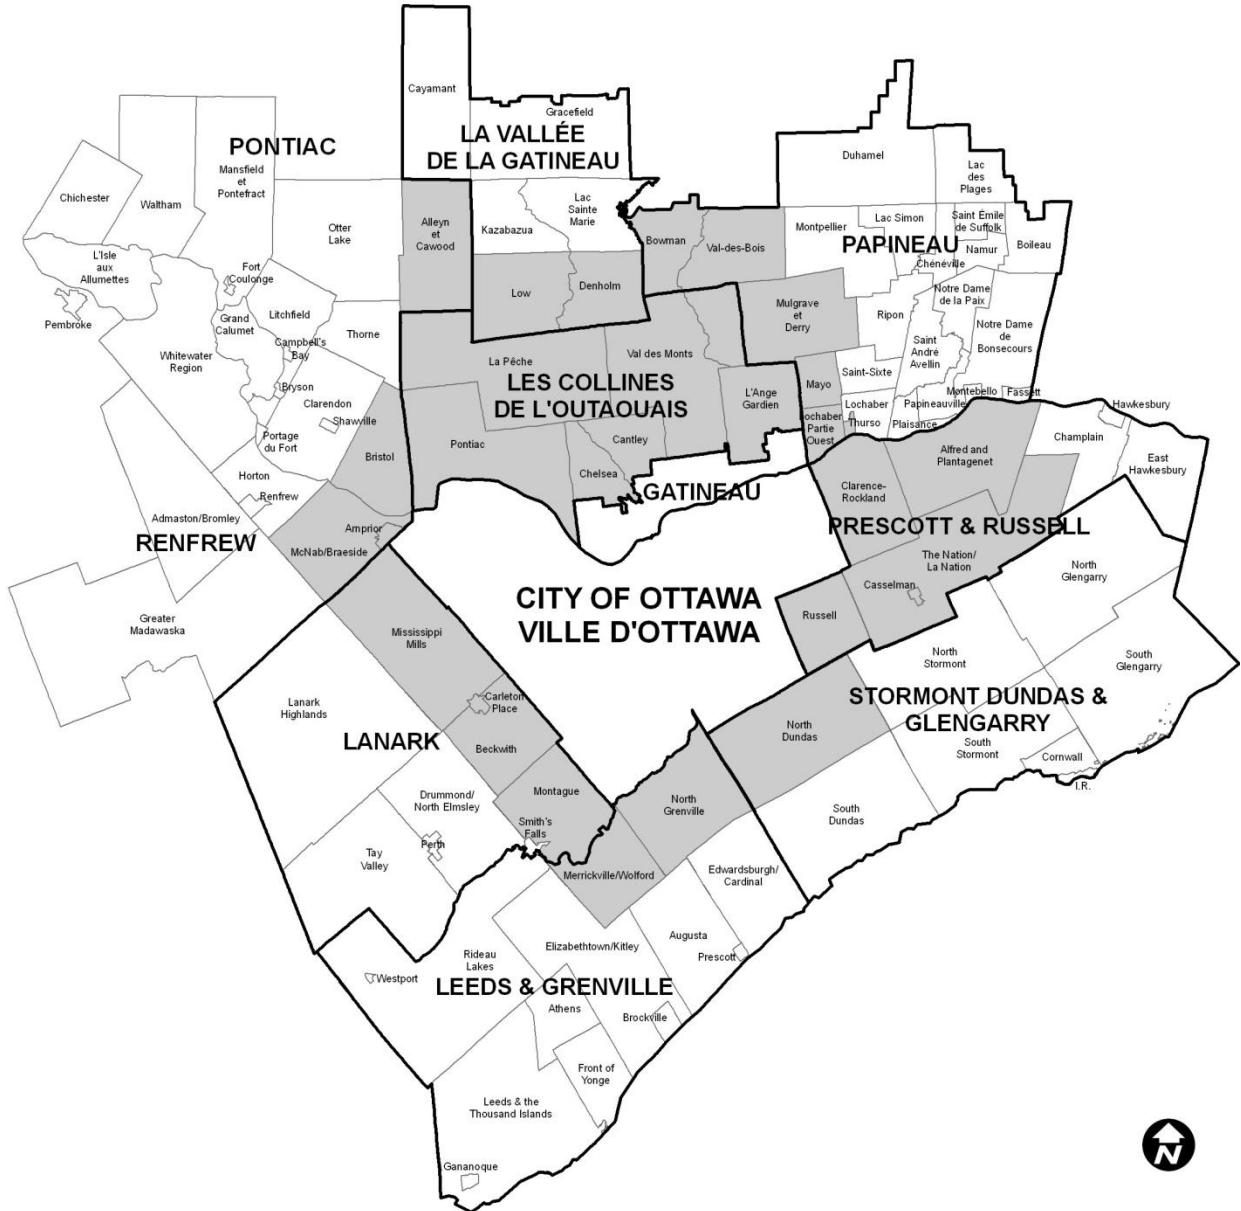 Cayamant
Gracefield
LA VALLÉE
DE LA GATINEAU
PONTIAC
Mansfield
et
Pontefract
Chichester
Waltham
Duhamel
Lac
des
Plages
Otter
Lake
Alleyn
et
Cawood
Kazabazua
Lac
Sainte
Marie
Bowman
Val-des-Bois
Montpellier
Lac Simon
Saint Émile
de Suffolk
PAPINEAU
Namur
Boileau
Chénéville
L'Isle
aux
Allumettes
Fort
Coulonge
Low
Denholm
Notre Dame
de la Paix
Pembroke
Grand
Calumet
Litchfield
Thorne
Mulgrave
et
Derry
Ripon
Saint
André
Avellin
Notre Dame
de
Bonsecours
Campbell's
Bay
Whitewater
Region
La Pêche
Val des Monts
LES COLLINES
DE L'OUTAOUAIS
Bryson
Clarendon
Shawville
L'Ange
Gardien
Mayo
Saint-Sixte
Montebello
Fassett
Lochaber
Papineauville
Hawkesbury
Lochaber
Partie
Ouest
Thurso
Plaisance
Portage
du Fort
Bristol
Pontiac
Cantley
Chelsea
Champlain
East
Hawkesbury
Alfred and
Plantagenet
Horton
Renfrew
GATINEAU
Clarence-
Rockland
Admaston/Bromley
RENFREW
Arnprior
McNab/Braeside
PRESCOTT & RUSSELL
The Nation/
La Nation
North
Glengarry
Casselman
CITY OF OTTAWA
VILLE D'OTTAWA
Russell
Greater
Madawaska
Mississippi
Mills
North
Stormont
South
Glengarry
Lanark
Highlands
Carleton
Place
STORMONT DUNDAS &
GLENGARRY
North
Dundas
LANARK
Beckwith
South
Stormont
Cornwall
I.R.
Drummond/
North Elmsley
Montague
North
Grenville
South
Dundas
Smith's
Falls
Perth
Tay
Valley
Merrickville/Wolford
Edwardsburgh/
Cardinal
Augusta
Prescott
Elizabethtown/Kitley
Rideau
Lakes
Westport
LEEDS & GRENVILLE
Athens
Brockville
Front of
Yonge
Leeds & the
Thousand Islands
Gananoque
N